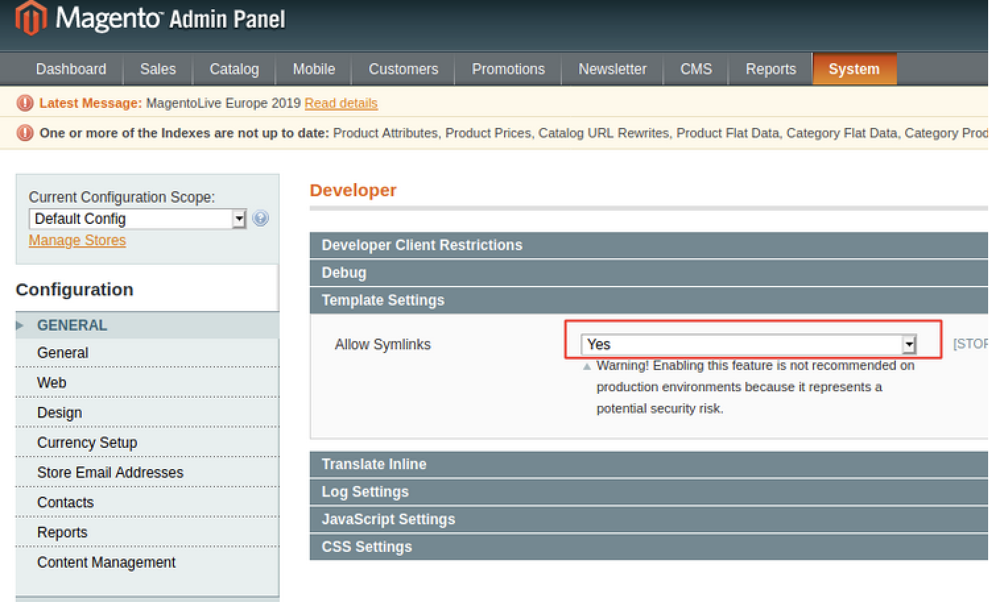 Magento™ Admin Panel
Dashboard Sales Catalog Mobile Customers Promotions Newsletter CMS Reports System
Latest Message: MagentoLive Europe 2019 Read details
One or more of the Indexes are not up to date: Product Attributes, Product Prices, Catalog URL Rewrites, Product Flat Data, Category Flat Data, Category Prod
Current Configuration Scope:
Default Config
Manage Stores
Configuration
GENERAL
General
Web
Design
Currency Setup
Store Email Addresses
Contacts
Reports
Content Management
Developer
Developer Client Restrictions
Debug
Template Settings
Allow Symlinks Yes [STOR
Warning! Enabling this feature is not recommended on
production environments because it represents a
potential security risk.
Translate Inline
Log Settings
JavaScript Settings
CSS Settings